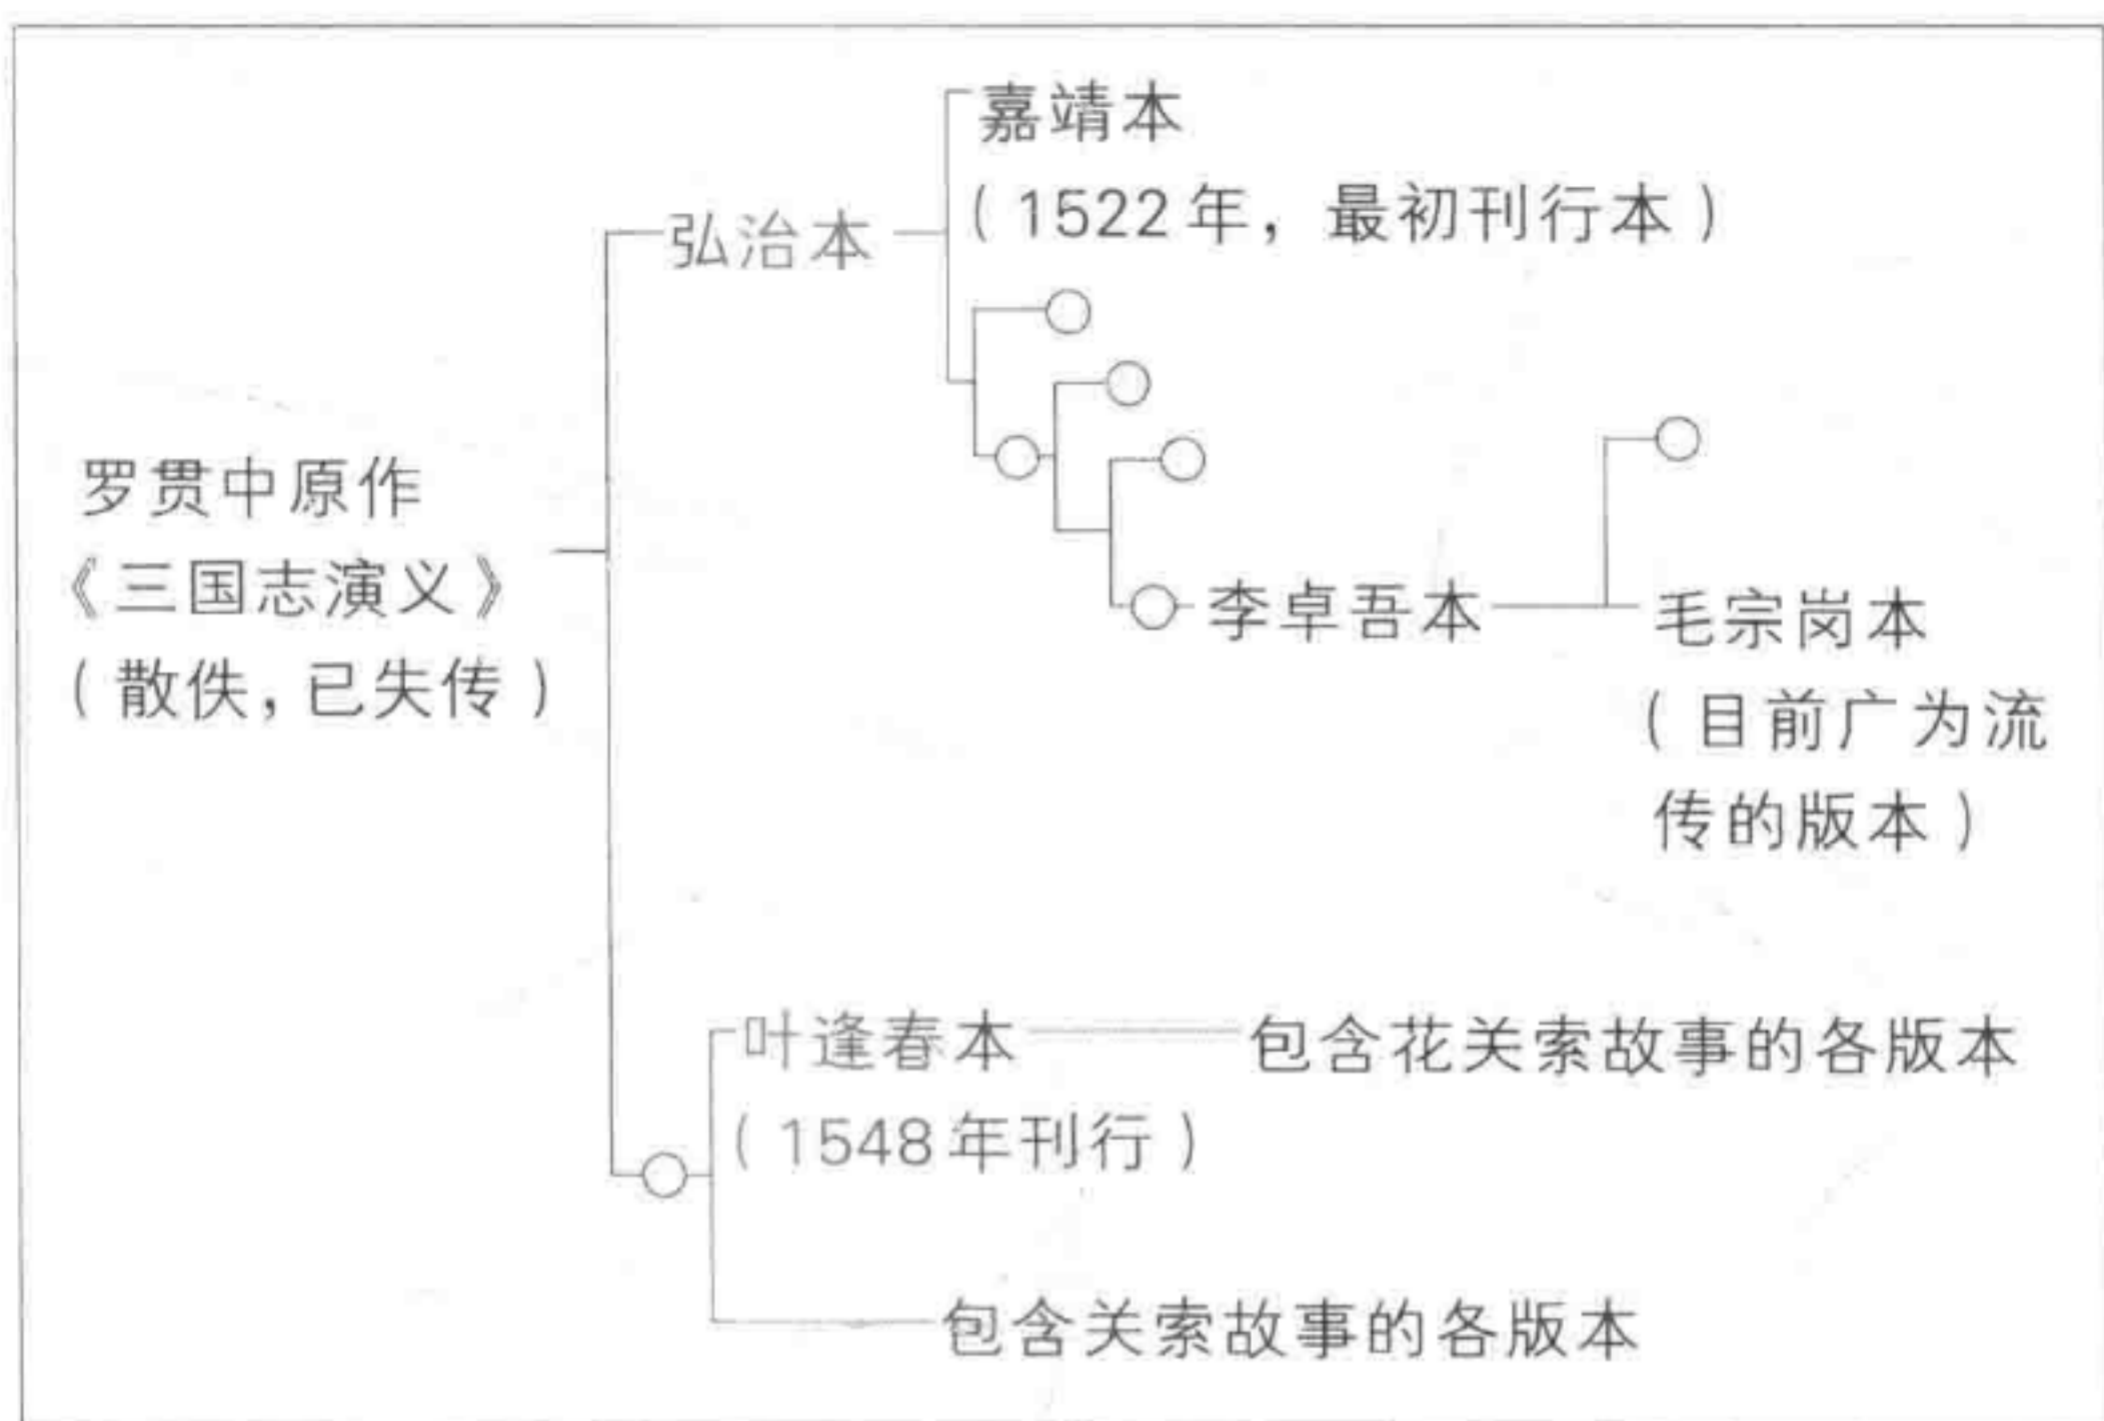 嘉靖本
（1522年，最初刊行本）
弘治本
罗贯中原作
《三国志演义》
（散佚，已失传）
李卓吾本
毛宗岗本
（目前广为流
传的版本）
叶逢春本
包含花关索故事的各版本
（1548年刊行）
包含关索故事的各版本